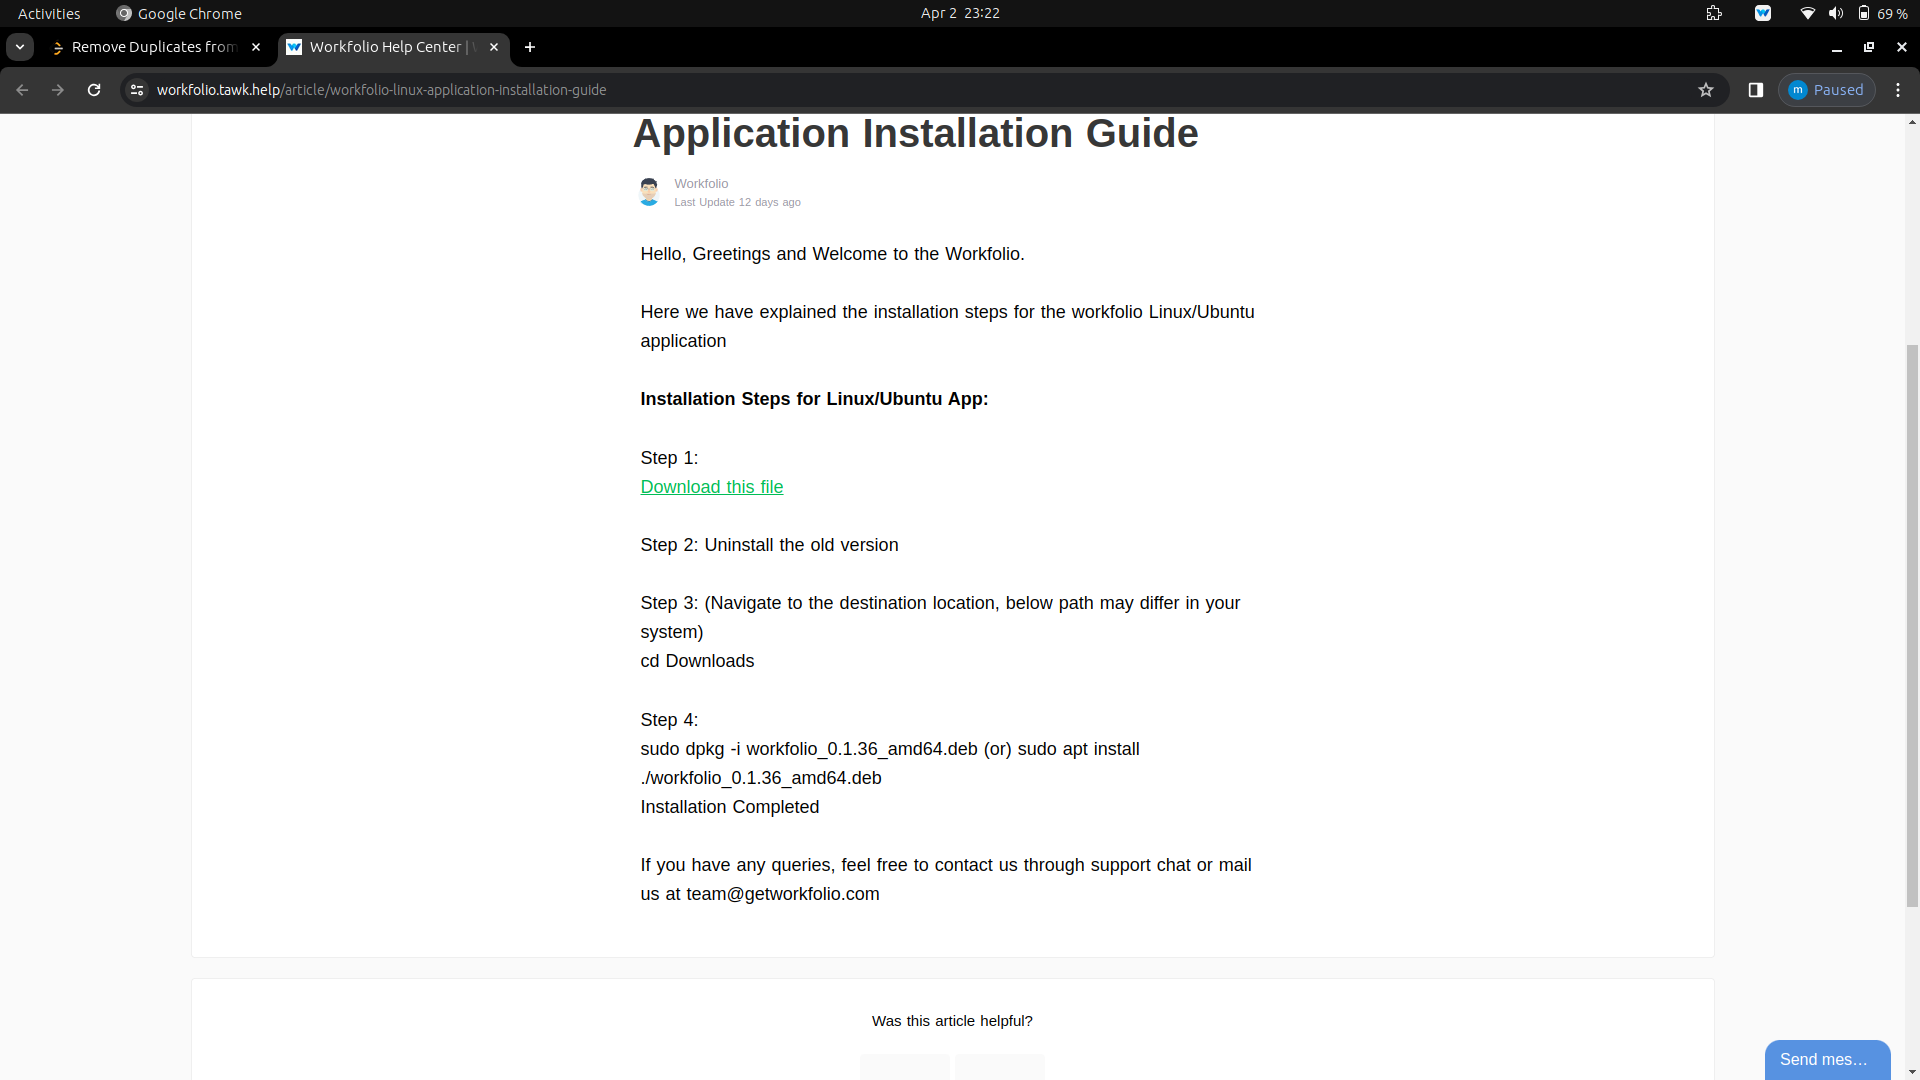 Activities
Google Chrome
Apr 2 23:22
69 %
Remove Duplicates from
Workfolio Help Center |
workfolio.tawk.help/article/workfolio-linux-application-installation-guide
m Paused
Application Installation Guide
Workfolio
Last Update 12 days ago
Hello, Greetings and Welcome to the Workfolio.
Here we have explained the installation steps for the workfolio Linux/Ubuntu
application
Installation Steps for Linux/Ubuntu App:
Step 1:
Download this file
Step 2: Uninstall the old version
Step 3: (Navigate to the destination location, below path may differ in your
system)
cd Downloads
Step 4:
sudo dpkg -i workfolio_0.1.36_amd64.deb (or) sudo apt install
./workfolio_0.1.36_amd64.deb
Installation Completed
If you have any queries, feel free to contact us through support chat or mail
us at team@getworkfolio.com
Was this article helpful?
Send mes...